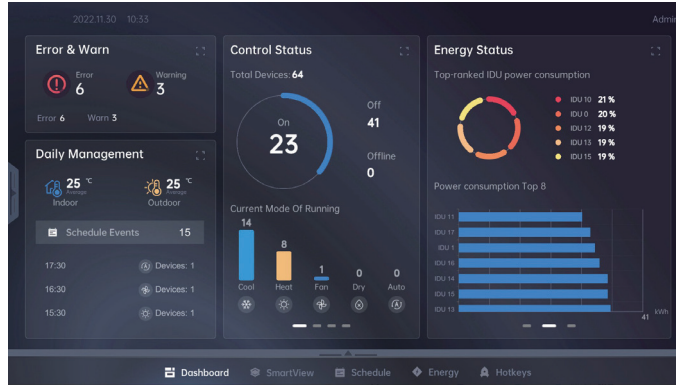 2022.11.30 10:33
Admin
Error & Warn
Error
6
Warning
3
Error 6 Warn 3
Daily Management
25 °C
Average
Indoor
25 °C
Average
Outdoor
Schedule Events 15
17:30 Devices: 1
16:30 Devices: 1
15:30 Devices: 1
Control Status
Total Devices: 64
On
23
Off
41
Offline
0
Current Mode Of Running
14 8 1 0 0
Cool Heat Fan Dry Auto
Energy Status
Top-ranked IDU power consumption
IDU 10 21 %
IDU 0 20 %
IDU 12 19 %
IDU 13 19 %
IDU 15 19 %
Power consumption Top 8
IDU 11
IDU 17
IDU 1
IDU 16
IDU 14
IDU 15
IDU 13
41 kWh
Dashboard SmartView Schedule Energy Hotkeys